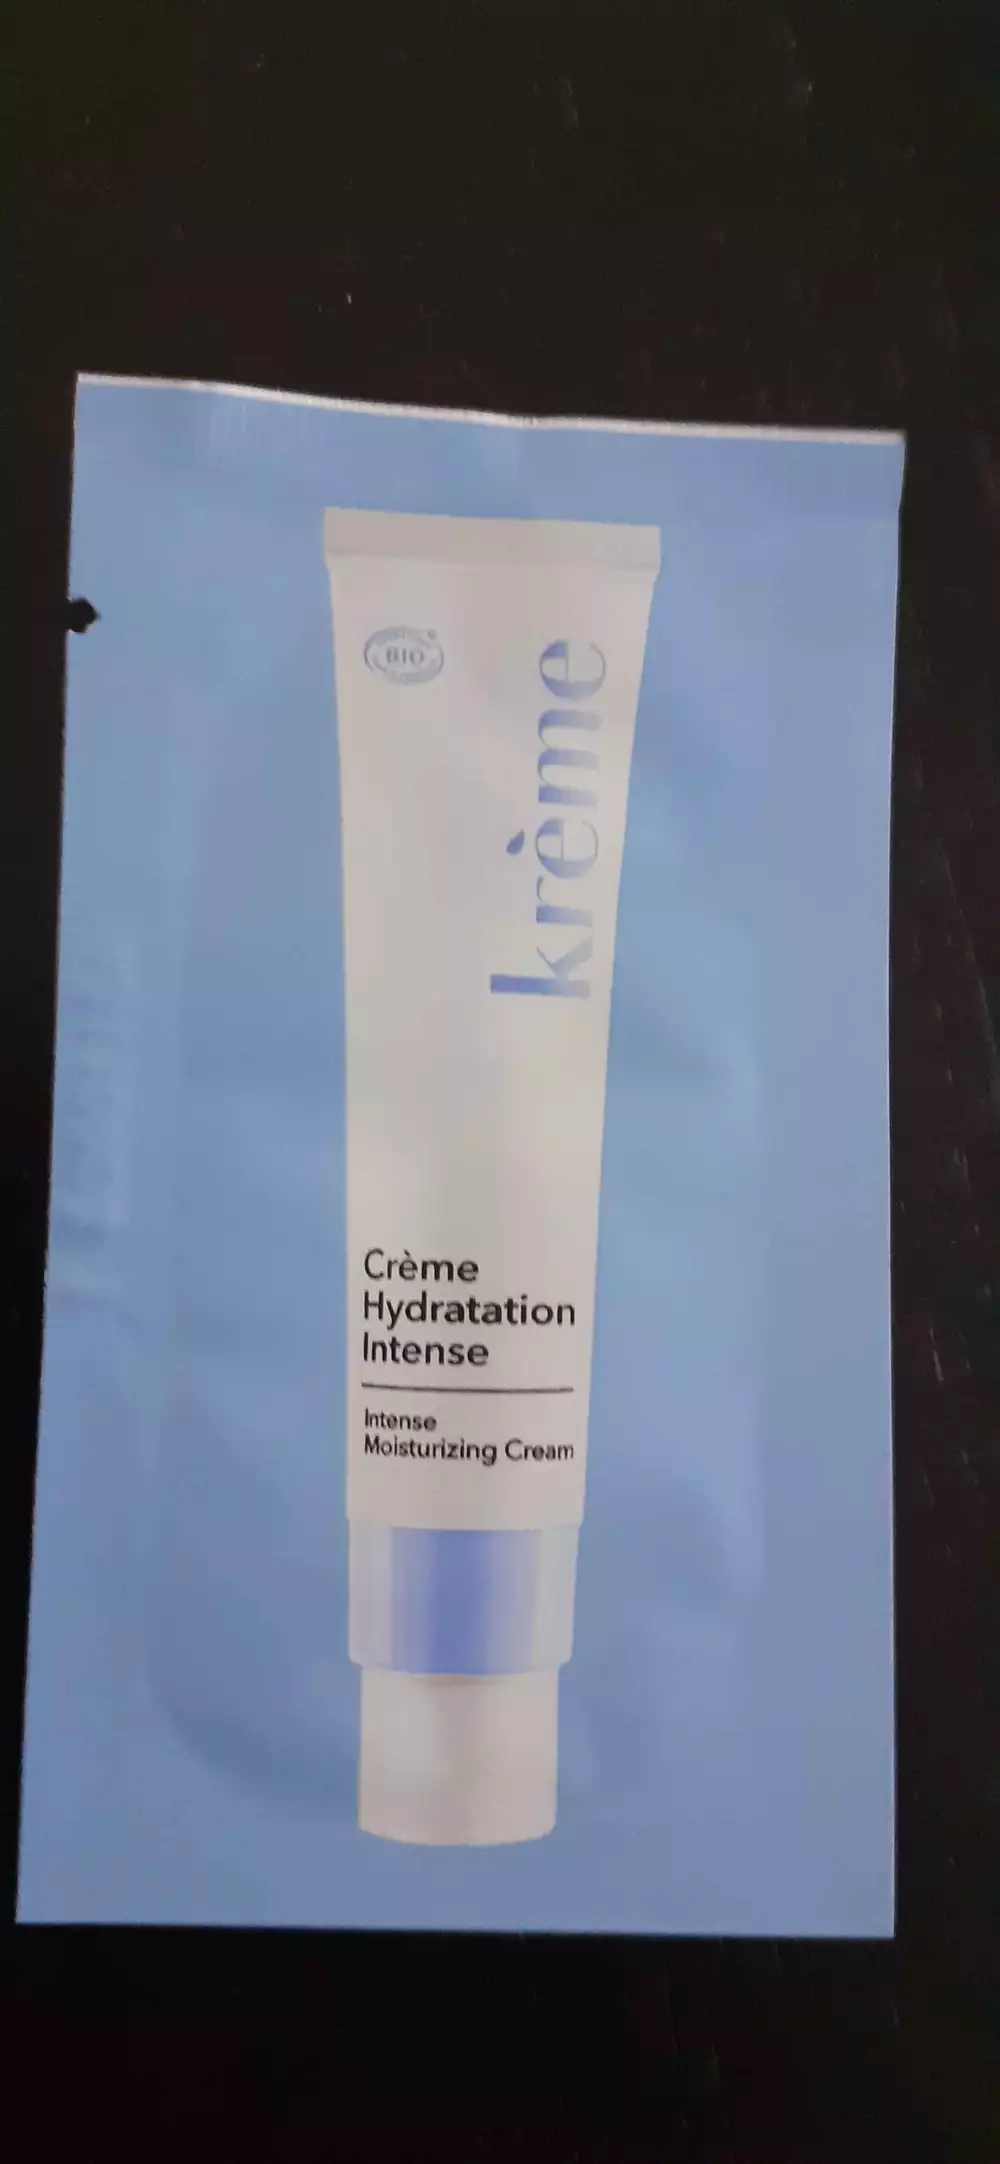 BIO
krème
Crème
Hydratation
Intense
Intense
Moisturizing Cream